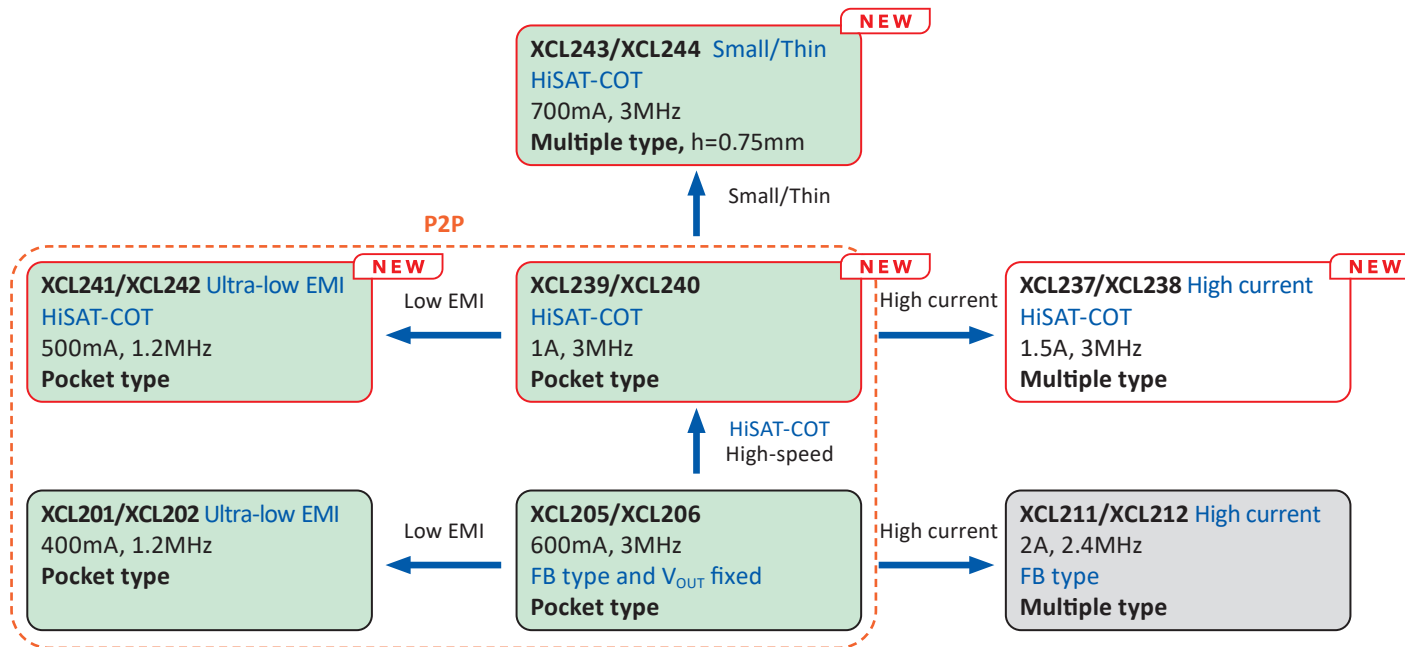 NEW
XCL243/XCL244 Small/Thin
HiSAT-COT
700mA, 3MHz
Multiple type, h=0.75mm
Small/Thin
P2P
NEW
XCL241/XCL242 Ultra-low EMI
HiSAT-COT
500mA, 1.2MHz
Pocket type
Low EMI
NEW
XCL239/XCL240
HiSAT-COT
1A, 3MHz
Pocket type
High current
NEW
XCL237/XCL238 High current
HiSAT-COT
1.5A, 3MHz
Multiple type
HiSAT-COT
High-speed
XCL201/XCL202 Ultra-low EMI
400mA, 1.2MHz
Pocket type
Low EMI
XCL205/XCL206
600mA, 3MHz
FB type and VOUT fixed
Pocket type
High current
XCL211/XCL212 High current
2A, 2.4MHz
FB type
Multiple type